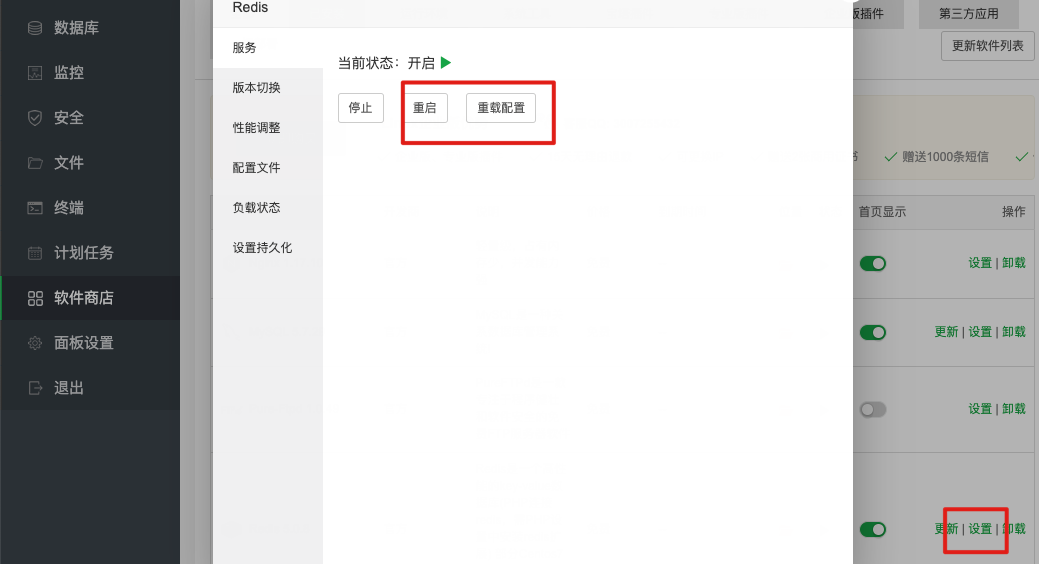 数据库
监控
安全
文件
终端
计划任务
软件商店
面板设置
退出
Redis
服务
版本切换
性能调整
配置文件
负载状态
设置持久化
当前状态：开启
停止 重启 重载配置
插件 第三方应用
更新软件列表
赠送1000条短信
首页显示 操作
设置 | 卸载
更新 | 设置 | 卸载
设置 | 卸载
更新 | 设置 | 卸载